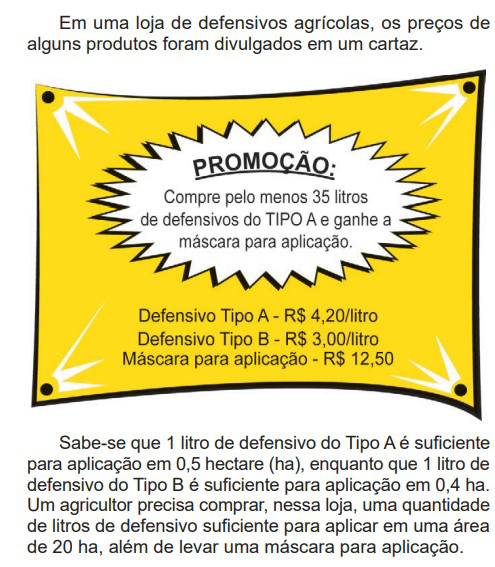 Em uma loja de defensivos agrícolas, os preços de
alguns produtos foram divulgados em um cartaz.
PROMOÇÃO:
Compre pelo menos 35 litros
de defensivos do TIPO A e ganhe a
máscara para aplicação.
Defensivo Tipo A - R$ 4,20/litro
Defensivo Tipo B - R$ 3,00/litro
Máscara para aplicação - R$ 12,50
Sabe-se que 1 litro de defensivo do Tipo A é suficiente
para aplicação em 0,5 hectare (ha), enquanto que 1 litro de
defensivo do Tipo B é suficiente para aplicação em 0,4 ha.
Um agricultor precisa comprar, nessa loja, uma quantidade
de litros de defensivo suficiente para aplicar em uma área
de 20 ha, além de levar uma máscara para aplicação.